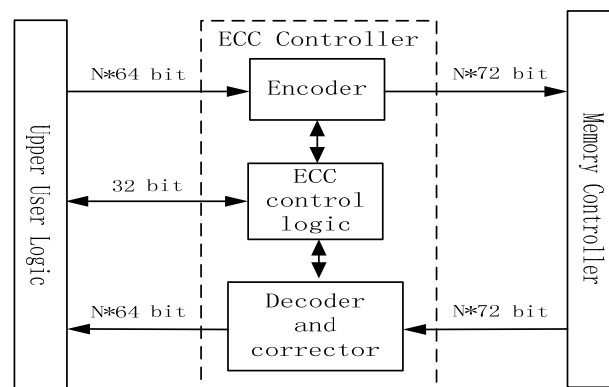 ECC Controller
N*64 bit
Encoder
N*72 bit
Upper User Logic
32 bit
ECC
control
logic
Memory Controller
N*64 bit
Decoder
and
corrector
N*72 bit